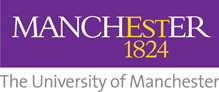 MANCHESTER
1824
The University of Manchester